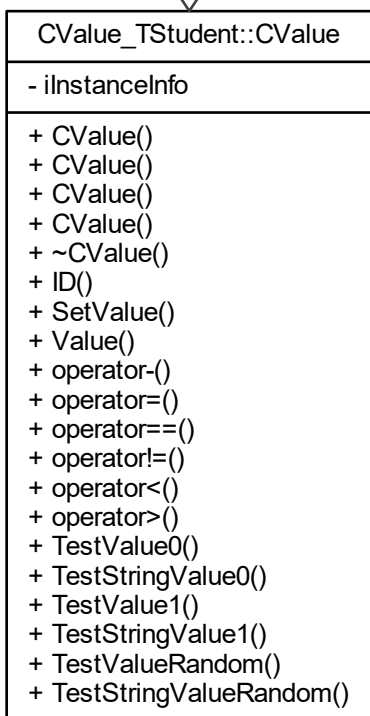 CValue_TStudent::CValue
- iInstanceInfo
+ CValue()
+ CValue()
+ CValue()
+ CValue()
+ ~CValue()
+ ID()
+ SetValue()
+ Value()
+ operator-()
+ operator=()
+ operator==()
+ operator!=()
+ operator<()
+ operator>()
+ TestValue0()
+ TestStringValue0()
+ TestValue1()
+ TestStringValue1()
+ TestValueRandom()
+ TestStringValueRandom()